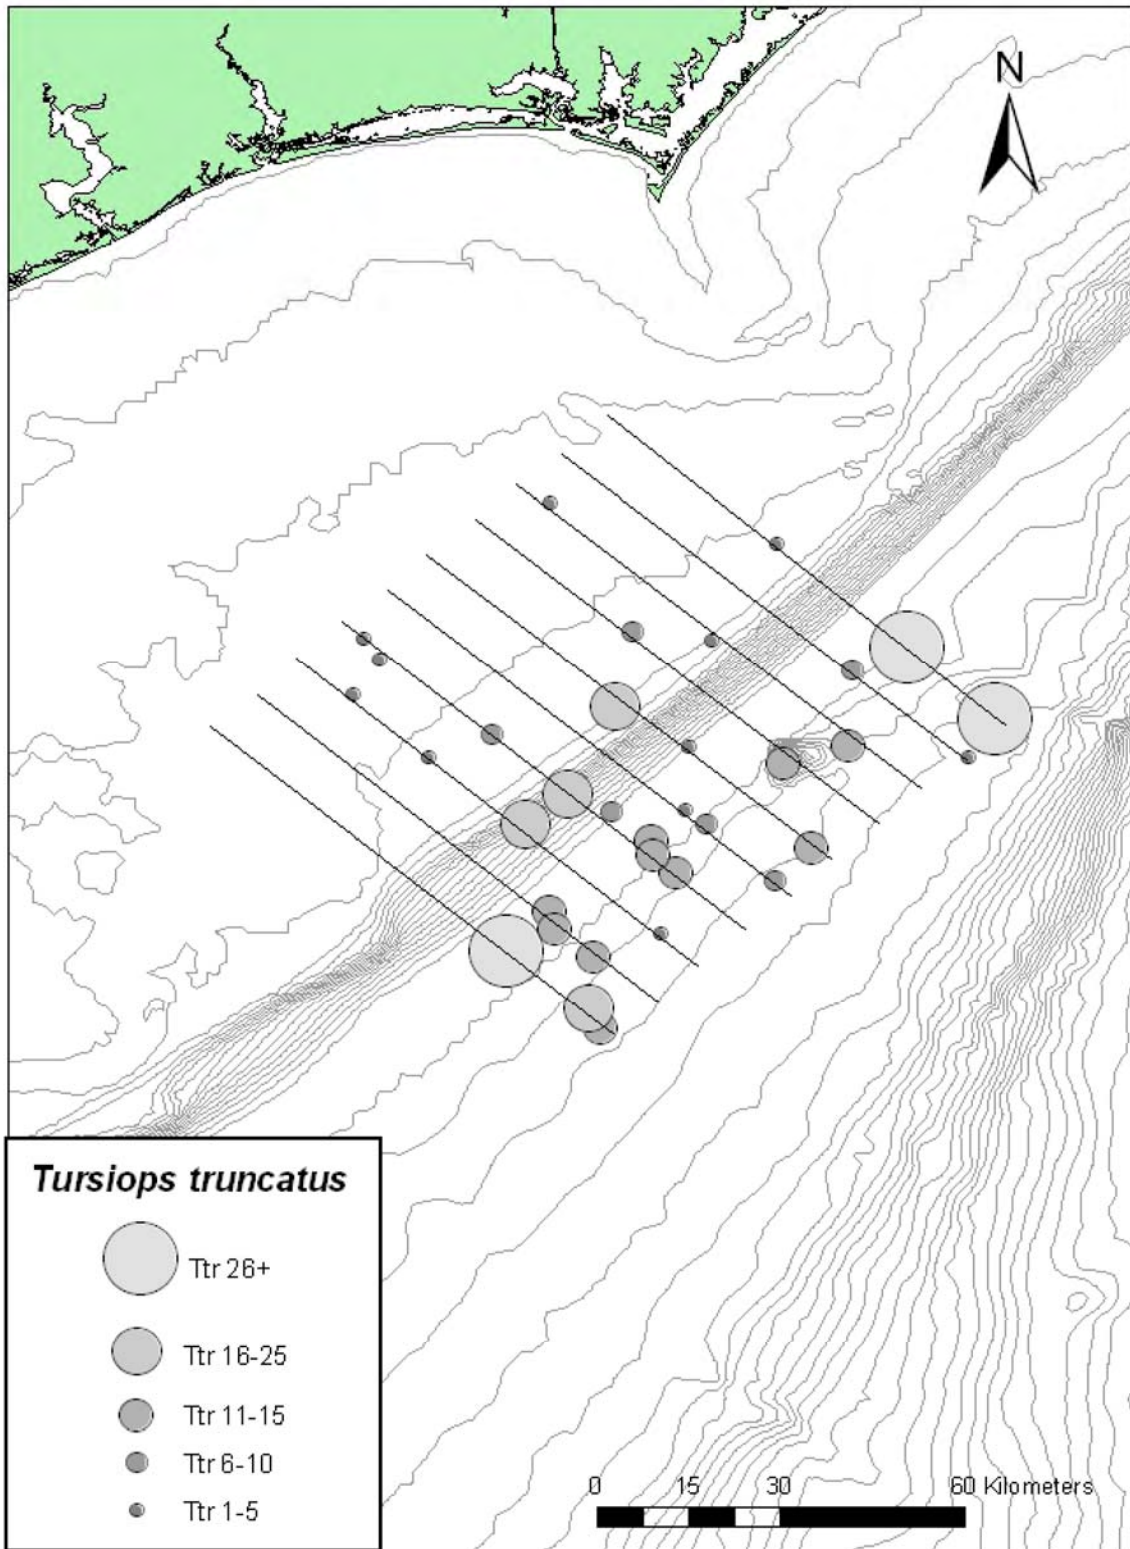 N
Tursiops truncatus
Ttr 26+
Ttr 16-25
Ttr 11-15
Ttr 6-10
Ttr 1-5
0 15 30 60 Kilometers